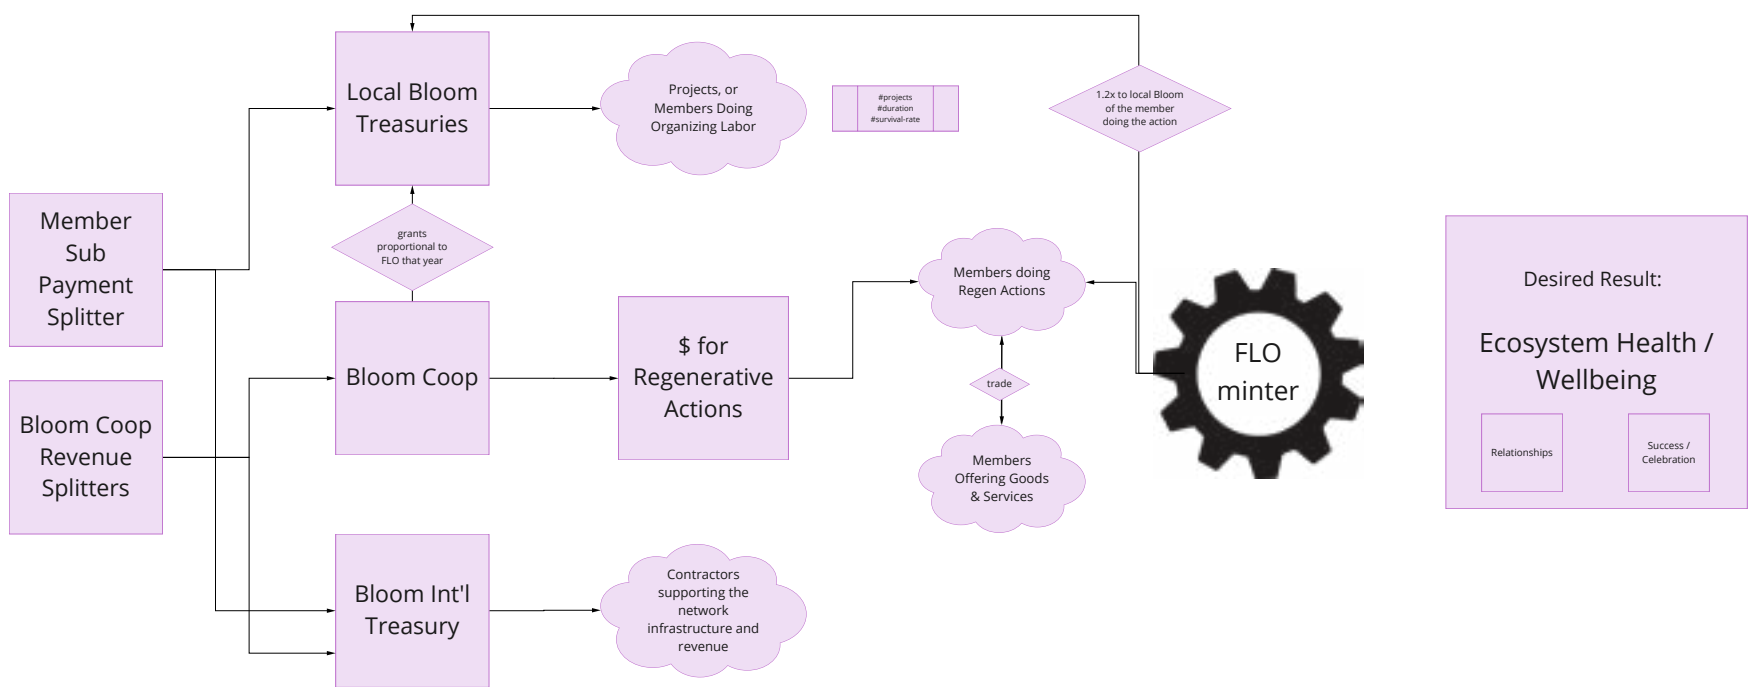 Local Bloom
Treasuries
Projects, or
Members Doing
Organizing Labor
#projects
#duration
#survival-rate
1.2x to local Bloom
of the member
doing the action
Member
Sub
Payment
Splitter
grants
proportional to
FLO that year
Members doing
Regen Actions
Desired Result:
Ecosystem Health /
Wellbeing
Relationships
Success /
Celebration
Bloom Coop
Revenue
Splitters
Bloom Coop
$ for
Regenerative
Actions
trade
FLO
minter
Members
Offering Goods
& Services
Bloom Int'l
Treasury
Contractors
supporting the
network
infrastructure and
revenue